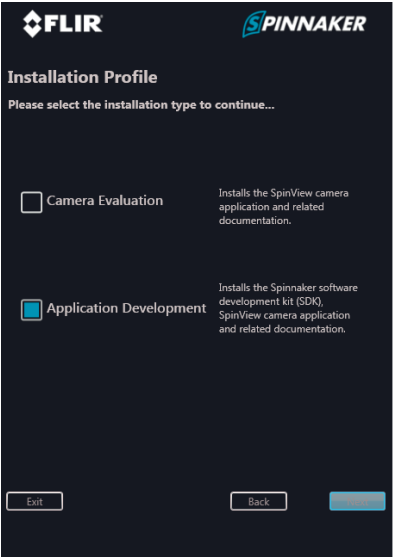 FLIR SPINNAKER
Installation Profile
Please select the installation type to continue...
Camera Evaluation
Installs the SpinView camera
application and related
documentation.
Application Development
Installs the Spinnaker software
development kit (SDK),
SpinView camera application
and related documentation.
Exit Back